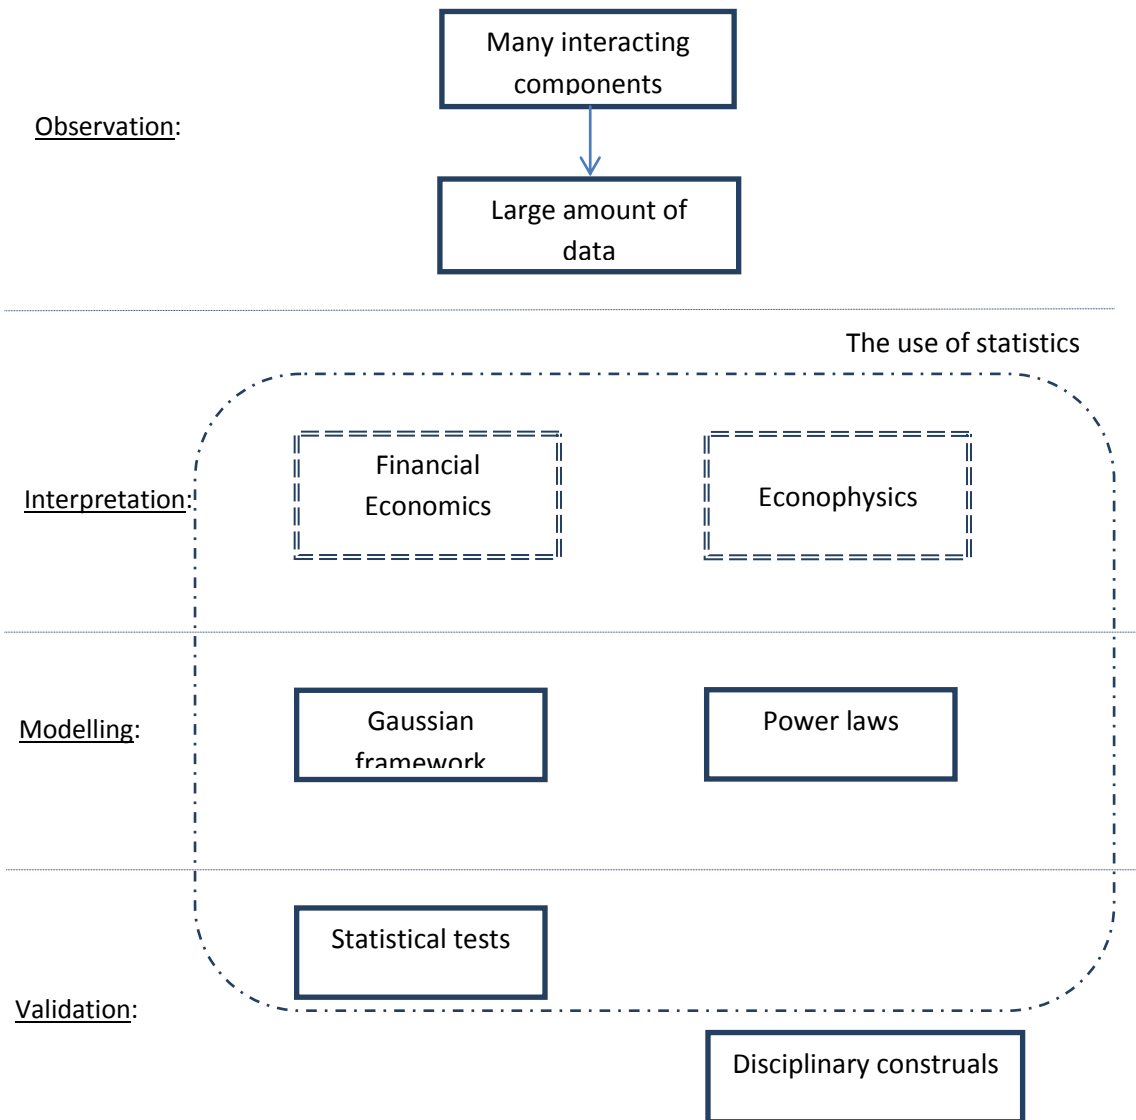 Many interacting
components
Observation:
Large amount of
data
The use of statistics
Financial
Economics
Econophysics
Interpretation:
Gaussian
framework
Power laws
Modelling:
Statistical tests
Validation:
Disciplinary construals